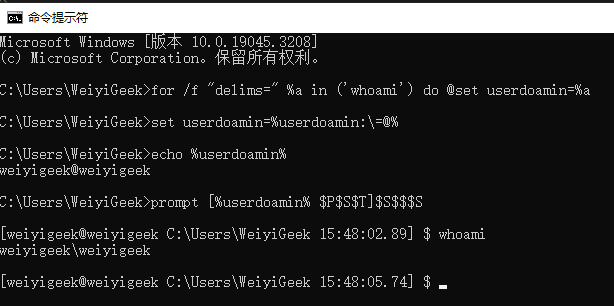 命令提示符
Microsoft Windows [版本 10.0.19045.3208]
(c) Microsoft Corporation。保留所有权利。
C:\Users\WeiyiGeek>for /f "delims=" %a in ('whoami') do @set userdoamin=%a
C:\Users\WeiyiGeek>set userdoamin=%userdoamin:\=@%
C:\Users\WeiyiGeek>echo %userdoamin%
weiyigeek@weiyigeek
C:\Users\WeiyiGeek>prompt [%userdoamin% $P$S$T]$S$$$S
[weiyigeek@weiyigeek C:\Users\WeiyiGeek 15:48:02.89] $ whoami
weiyigeek\weiyigeek
[weiyigeek@weiyigeek C:\Users\WeiyiGeek 15:48:05.74] $